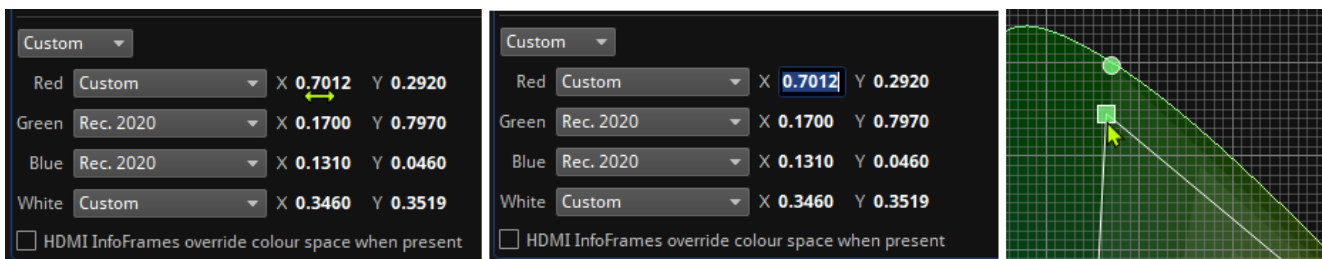 Custom
Red Custom X 0.7012 Y 0.2920
Green Rec. 2020 X 0.1700 Y 0.7970
Blue Rec. 2020 X 0.1310 Y 0.0460
White Custom X 0.3460 Y 0.3519
HDMI InfoFrames override colour space when present
Custom
Red Custom X 0.7012 Y 0.2920
Green Rec. 2020 X 0.1700 Y 0.7970
Blue Rec. 2020 X 0.1310 Y 0.0460
White Custom X 0.3460 Y 0.3519
HDMI InfoFrames override colour space when present